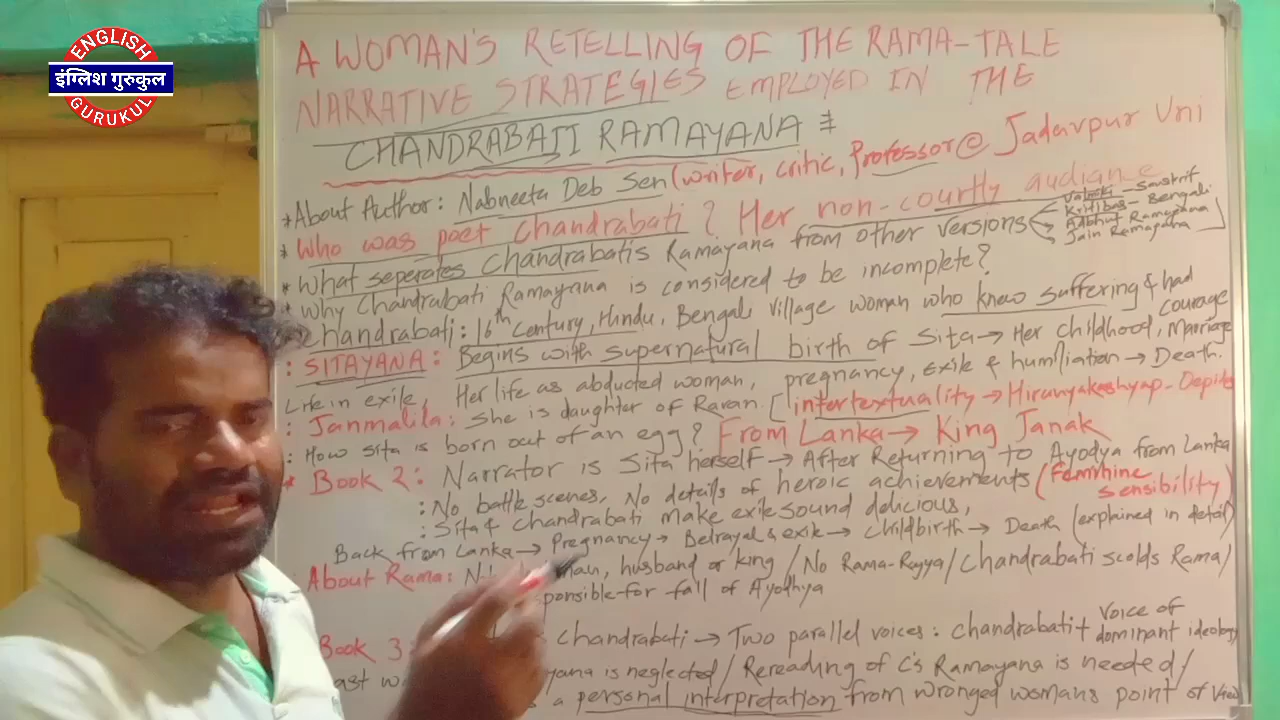 ENGLISH
इंग्लिश गुरुकुल
GURUKUL
A WOMAN'S RETELLING OF THE RAMA-TALE
NARRATIVE STRATEGIES EMPLOYED IN THE
CHANDRABATI RAMAYANA
*About Author: Nabneeta Deb Sen (writer, critic, Professor @ Jadavpur Uni
* Who was poet Chandrabati? Her non-courtly audiance
* What seperates Chandrabatis Ramayana from other versions
Valmiki - Sanskrit
Kritibas - Bengali
Adbhut Ramayana
Jain Ramayana
* Why Chandrabati Ramayana is considered to be incomplete?
Chandrabati: 16th Century, Hindu, Bengali village woman who knew suffering & had courage
: SITAYANA: Begins with supernatural birth of Sita → Her childhood, Marriage
Life in exile, Her life as abducted woman, pregnancy, exile & humiliation → Death.
: Janmalila: She is daughter of Ravan. [intertextuality → Hirunyakashyap-
: How Sita is born out of an egg? From Lanka → King Janak
* Book 2: Narrator is Sita herself → After Returning to Ayodya from Lanka
: No battle scenes, No details of heroic achievements (Feminine sensibility)
: Sita & Chandrabati make exile sound delicious,
Back from Lanka → Pregnancy → Betrayal & exile → Childbirth → Death (explained in detail)
About Rama: husband or king / No Rama-Rajya / Chandrabati scolds Rama /
for fall of Ayodhya
Book 3: Chandrabati → Two parallel voices: Chandrabati + Voice of dominant ideology
is neglected / Rereading of C's Ramayana is needed /
a personal interpretation from wronged womans point of view